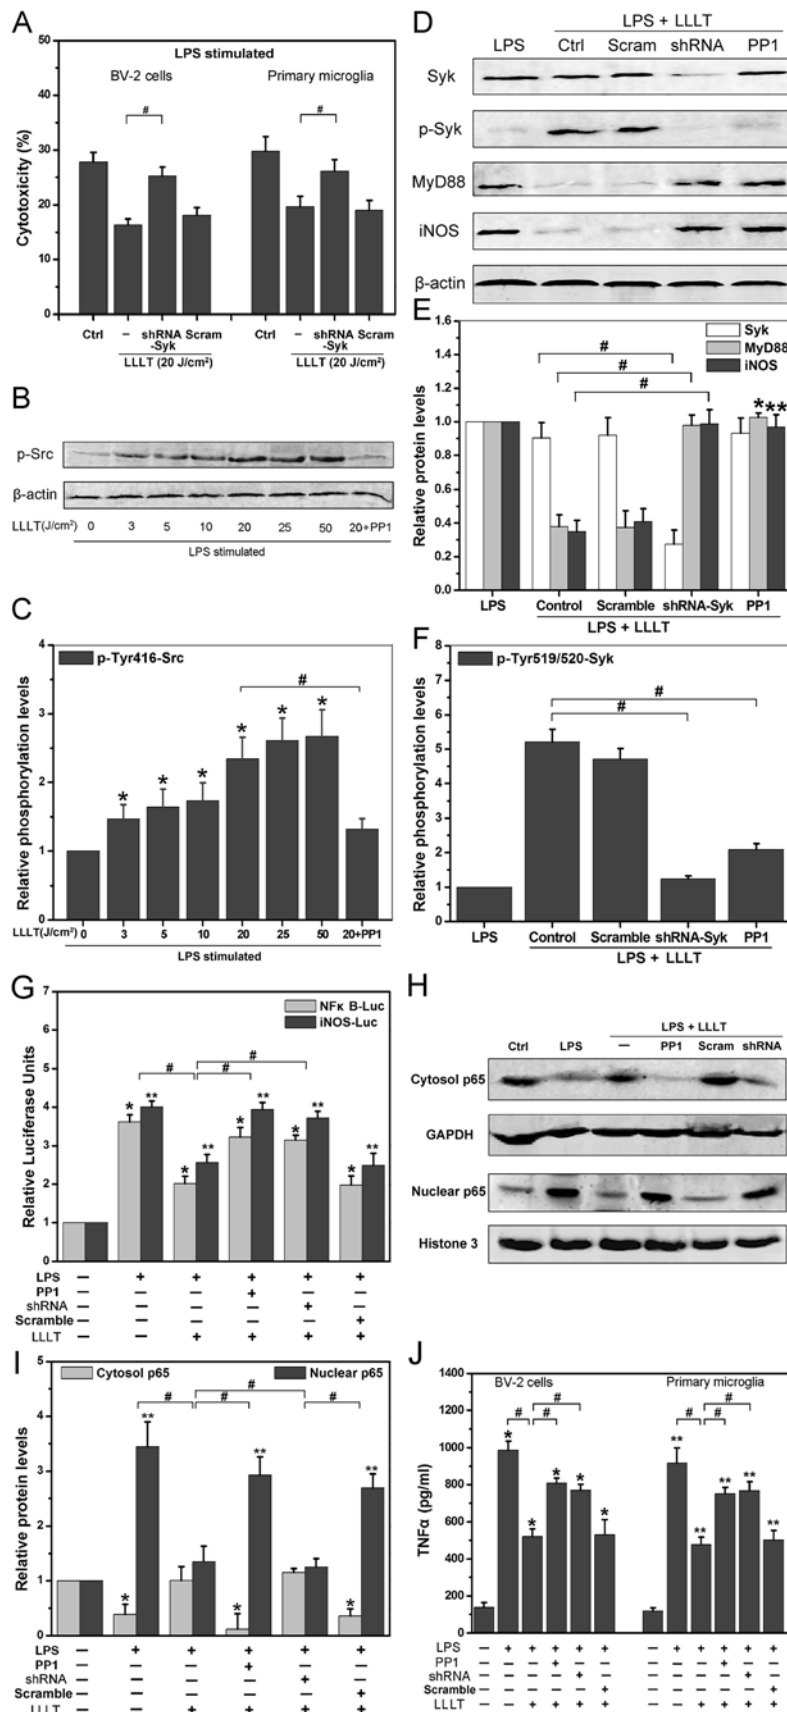 A
LPS stimulated
BV-2 cells
Primary microglia
#
#
Cytotoxicity (%)
50
40
30
20
10
0
Ctrl – shRNA -Syk Scram
LLLT (20 J/cm²)
Ctrl – shRNA -Syk Scram
LLLT (20 J/cm²)
B
p-Src
β-actin
LLLT(J/cm²) 0 3 5 10 20 25 50 20+PP1
LPS stimulated
C
p-Tyr416-Src
#
* * * * * *
Relative phosphorylation levels
4
3
2
1
0
LLLT(J/cm²) 0 3 5 10 20 25 50 20+PP1
LPS stimulated
D
LPS + LLLT
LPS Ctrl Scram shRNA PP1
Syk
p-Syk
MyD88
iNOS
β-actin
E
Syk
MyD88
iNOS
#
#
#
* **
Relative protein levels
1.6
1.4
1.2
1.0
0.8
0.6
0.4
0.0
LPS Control Scramble shRNA-Syk PP1
LPS + LLLT
F
p-Tyr519/520-Syk
#
#
Relative phosphorylation levels
8
7
6
5
4
3
2
1
0
LPS Control Scramble shRNA-Syk PP1
LPS + LLLT
G
NFκ B-Luc
iNOS-Luc
# # #
* ** * ** * ** * ** * **
Relative Luciferase Units
7
6
5
4
3
2
1
0
LPS – + + + + +
PP1 – – – + – –
shRNA – – – – + –
Scramble – – – – – +
LLLT – – + + + +
H
LPS + LLLT
Ctrl LPS – PP1 Scram shRNA
Cytosol p65
GAPDH
Nuclear p65
Histone 3
I
Cytosol p65
Nuclear p65
# # # #
* ** * ** * **
Relative protein levels
5
4
3
2
1
0
LPS – + + + + +
PP1 – – – + – –
shRNA – – – – + –
Scramble – – – – – +
LLLT – – + + + +
J
BV-2 cells
Primary microglia
# # #
# # #
* * * * *
** ** ** ** **
TNFα (pg/ml)
1400
1200
1000
800
600
400
200
0
LPS – + + + + + – + + + + +
PP1 – – – + – – – – – + – –
shRNA – – – – + – – – – – + –
Scramble – – – – – + – – – – – +
LLLT – – + + + + – – + + + +